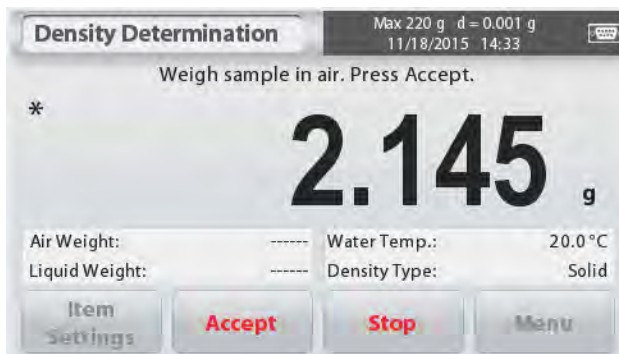 Density Determination
Max 220 g d = 0.001 g
11/18/2015 14:33
Weigh sample in air. Press Accept.
*
2.145 g
Air Weight: ------ Water Temp.: 20.0 °C
Liquid Weight: ------ Density Type: Solid
Item Settings
Accept
Stop
Menu